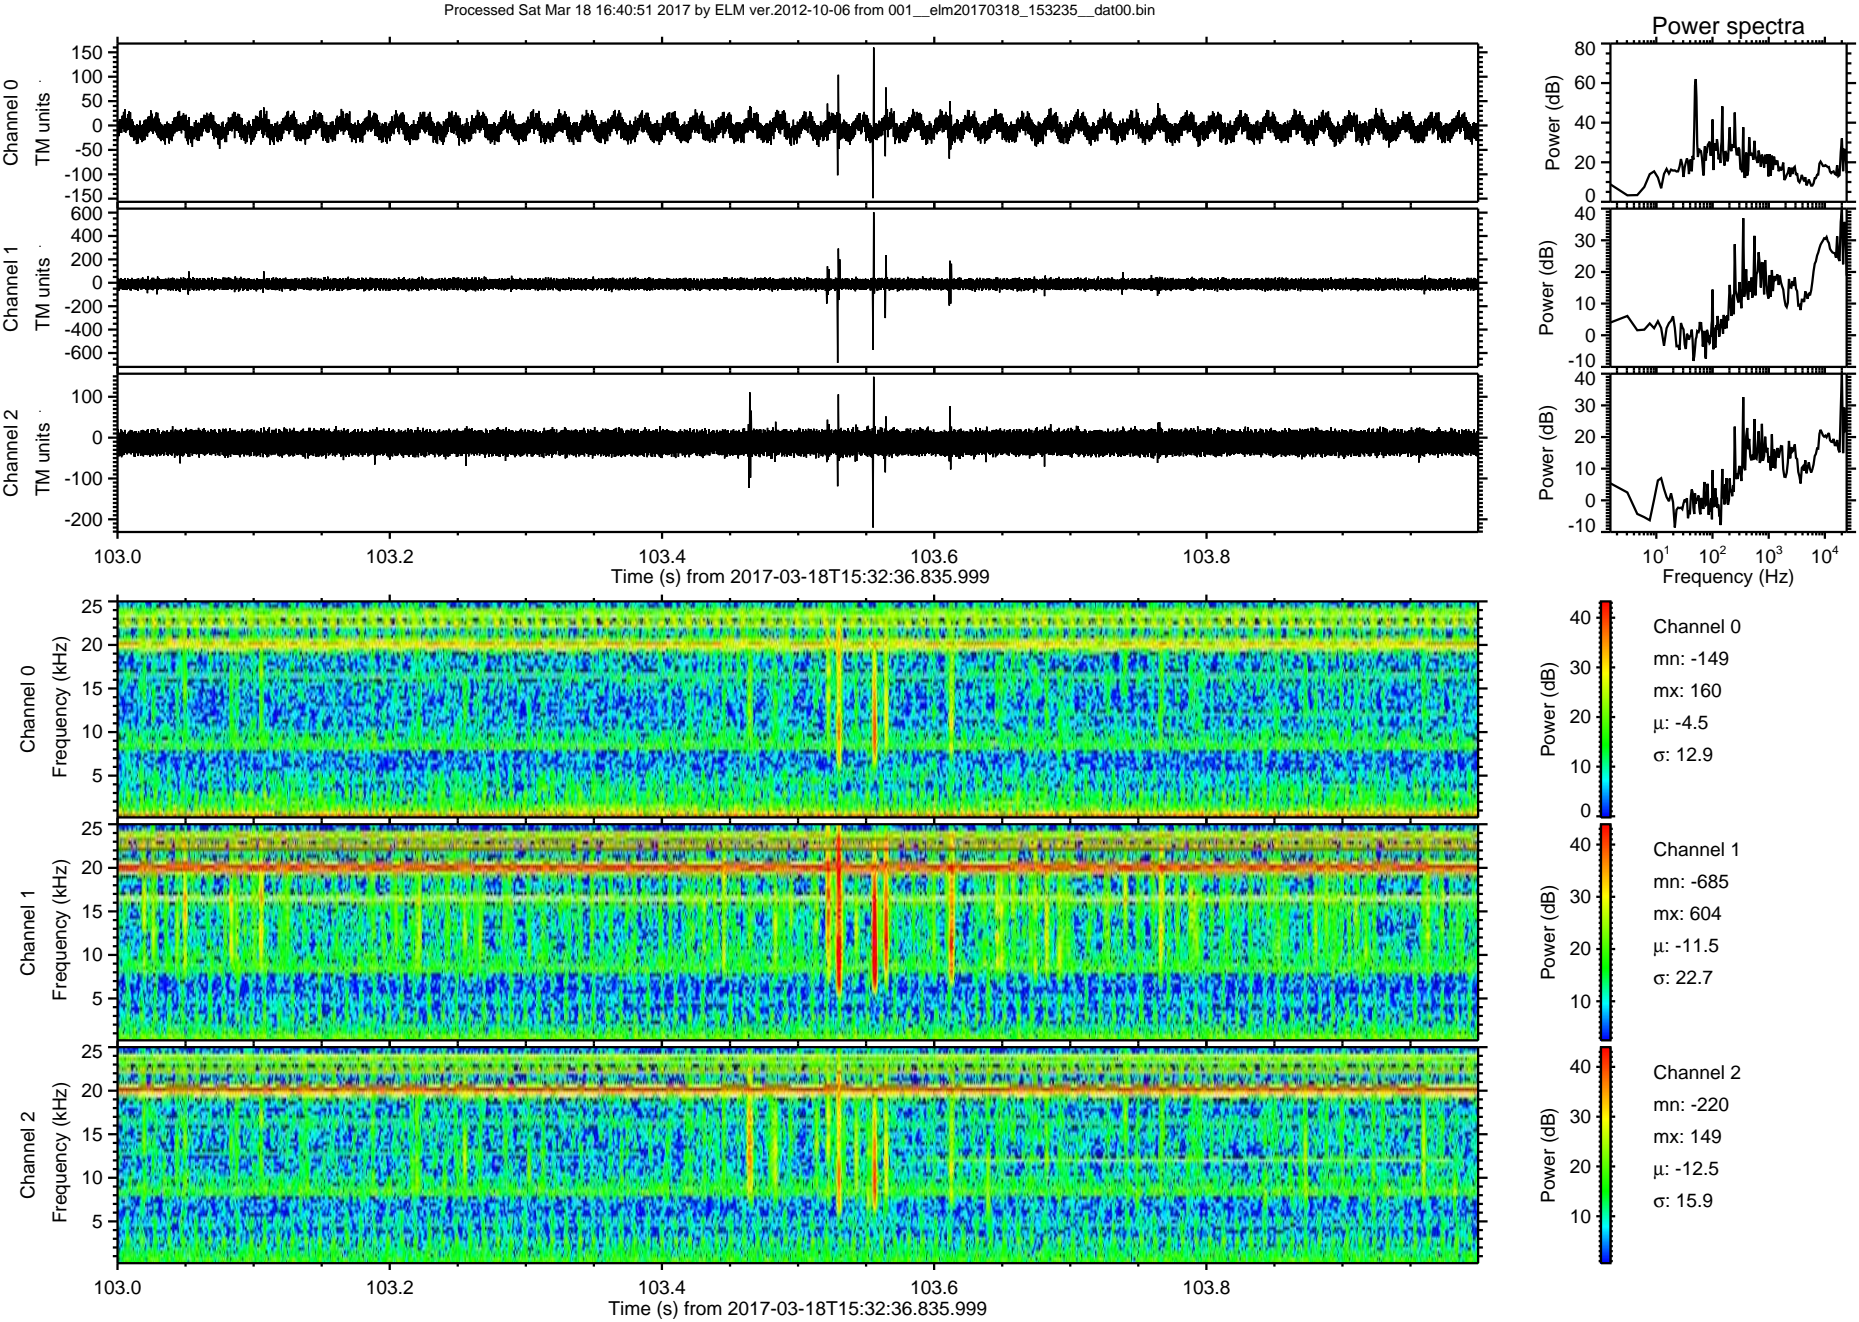 Processed Sat Mar 18 16:40:51 2017 by ELM ver.2012-10-06 from 001__elm20170318_153235__dat00.bin
Power spectra
Channel 0
TM units
150
100
50
0
-50
-100
-150
Power (dB)
80
60
40
20
0
Channel 1
TM units
600
400
200
0
-200
-400
-600
Power (dB)
40
30
20
10
0
-10
Channel 2
TM units
100
0
-100
-200
Power (dB)
40
30
20
10
0
-10
103.0 103.2 103.4 103.6 103.8
Time (s) from 2017-03-18T15:32:36.835.999
10^1 10^2 10^3 10^4
Frequency (Hz)
Channel 0
Frequency (kHz)
25
20
15
10
5
Power (dB)
40
30
20
10
0
Channel 0
mn: -149
mx: 160
μ: -4.5
σ: 12.9
Channel 1
Frequency (kHz)
25
20
15
10
5
Power (dB)
40
30
20
10
Channel 1
mn: -685
mx: 604
μ: -11.5
σ: 22.7
Channel 2
Frequency (kHz)
25
20
15
10
5
Power (dB)
40
30
20
10
Channel 2
mn: -220
mx: 149
μ: -12.5
σ: 15.9
103.0 103.2 103.4 103.6 103.8
Time (s) from 2017-03-18T15:32:36.835.999